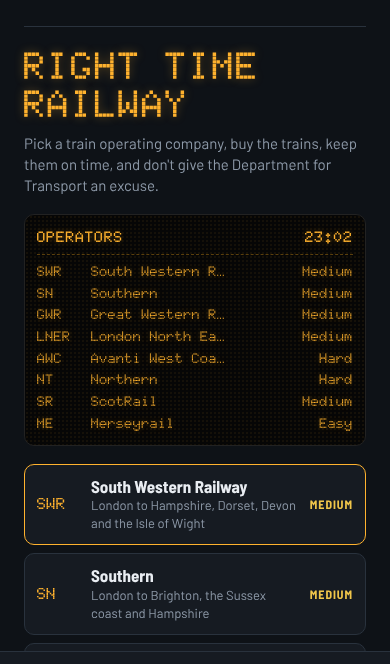 RIGHT TIME
RAILWAY
Pick a train operating company, buy the trains, keep
them on time, and don't give the Department for
Transport an excuse.
OPERATORS 23:02
SWR South Western R… Medium
SN Southern Medium
GWR Great Western R… Medium
LNER London North Ea… Medium
AWC Avanti West Coa… Hard
NT Northern Hard
SR ScotRail Medium
ME Merseyrail Easy
SWR South Western Railway MEDIUM
London to Hampshire, Dorset, Devon
and the Isle of Wight
SN Southern MEDIUM
London to Brighton, the Sussex
coast and Hampshire